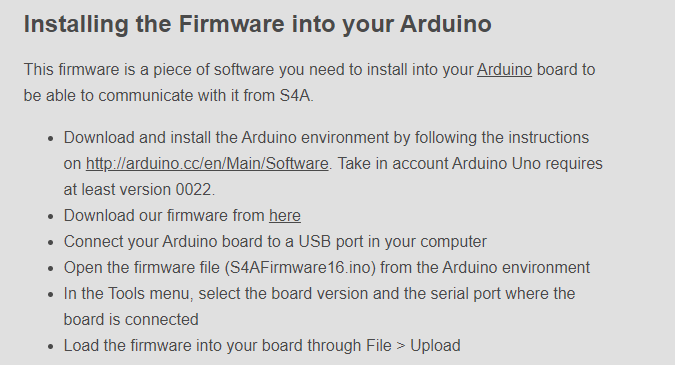 Installing the Firmware into your Arduino
This firmware is a piece of software you need to install into your Arduino board to
be able to communicate with it from S4A.
• Download and install the Arduino environment by following the instructions
on http://arduino.cc/en/Main/Software. Take in account Arduino Uno requires
at least version 0022.
• Download our firmware from here
• Connect your Arduino board to a USB port in your computer
• Open the firmware file (S4AFirmware16.ino) from the Arduino environment
• In the Tools menu, select the board version and the serial port where the
board is connected
• Load the firmware into your board through File > Upload